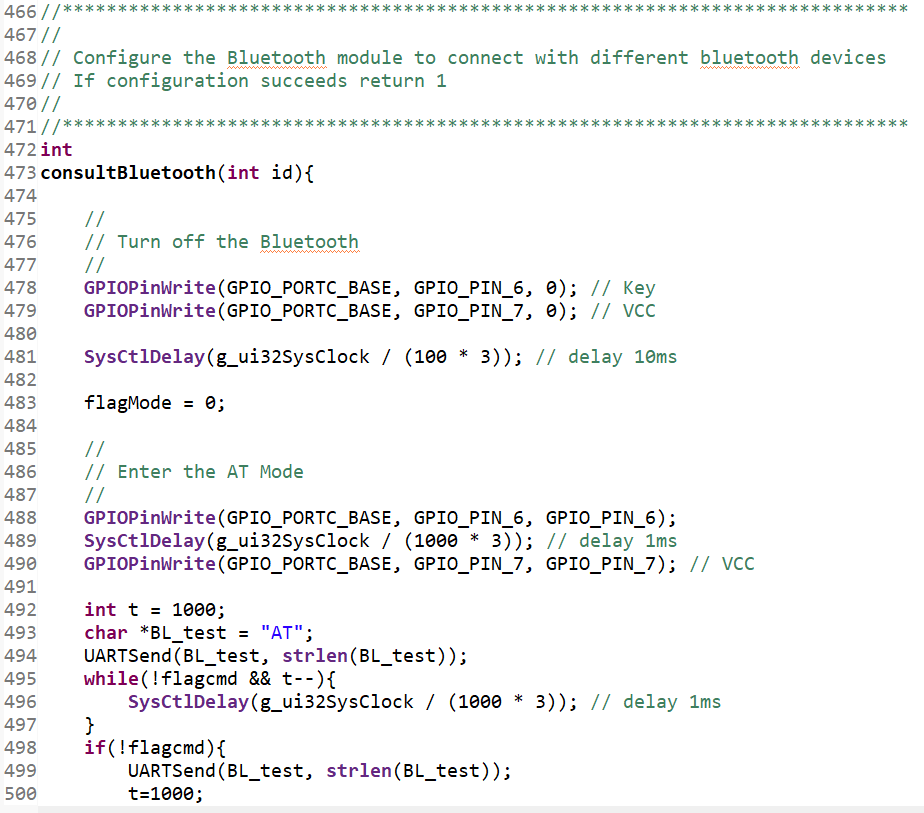 466 //*****************************************************************************
467 //
468 // Configure the Bluetooth module to connect with different bluetooth devices
469 // If configuration succeeds return 1
470 //
471 //*****************************************************************************
472 int
473 consultBluetooth(int id){
474
475     //
476     // Turn off the Bluetooth
477     //
478     GPIOPinWrite(GPIO_PORTC_BASE, GPIO_PIN_6, 0); // Key
479     GPIOPinWrite(GPIO_PORTC_BASE, GPIO_PIN_7, 0); // VCC
480
481     SysCtlDelay(g_ui32SysClock / (100 * 3)); // delay 10ms
482
483     flagMode = 0;
484
485     //
486     // Enter the AT Mode
487     //
488     GPIOPinWrite(GPIO_PORTC_BASE, GPIO_PIN_6, GPIO_PIN_6);
489     SysCtlDelay(g_ui32SysClock / (1000 * 3)); // delay 1ms
490     GPIOPinWrite(GPIO_PORTC_BASE, GPIO_PIN_7, GPIO_PIN_7); // VCC
491
492     int t = 1000;
493     char *BL_test = "AT";
494     UARTSend(BL_test, strlen(BL_test));
495     while(!flagcmd && t--){
496         SysCtlDelay(g_ui32SysClock / (1000 * 3)); // delay 1ms
497     }
498     if(!flagcmd){
499         UARTSend(BL_test, strlen(BL_test));
500         t=1000;